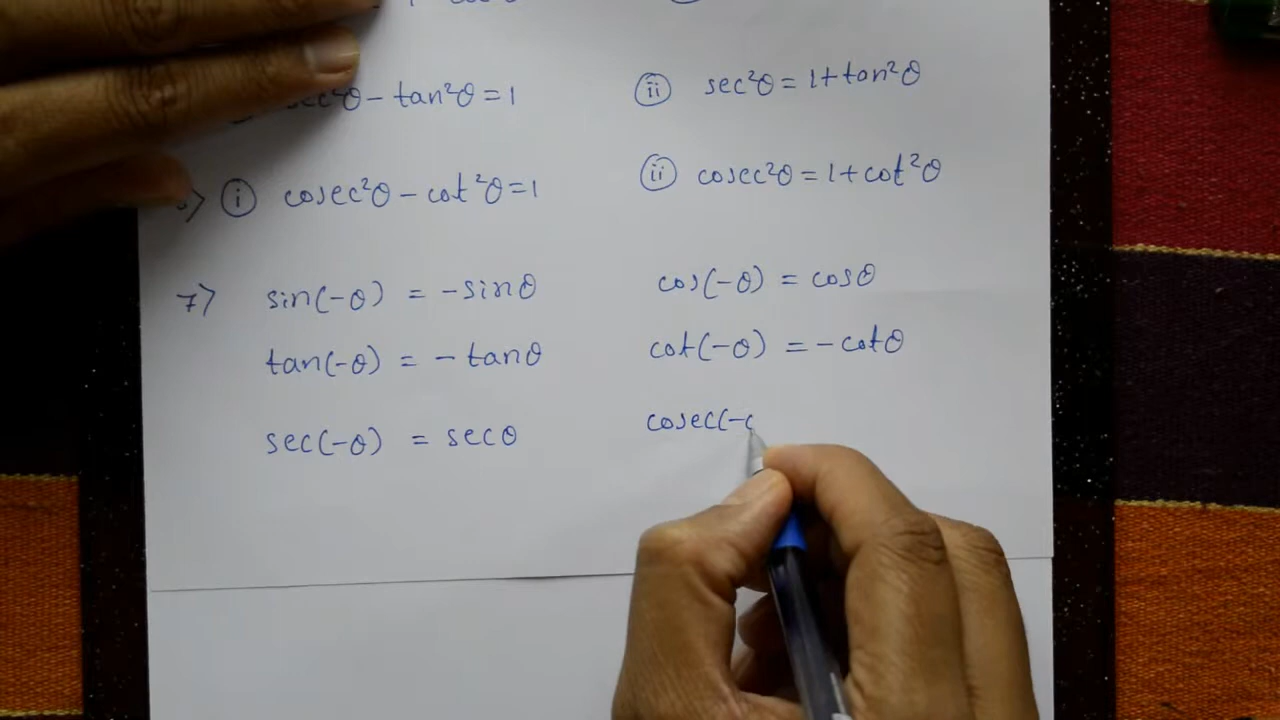 sec²θ − tan²θ = 1 (ii) sec²θ = 1 + tan²θ
(i) cosec²θ − cot²θ = 1 (ii) cosec²θ = 1 + cot²θ
7) sin(−θ) = −sinθ cos(−θ) = cosθ
tan(−θ) = − tanθ cot(−θ) = − cotθ
sec(−θ) = secθ cosec(−